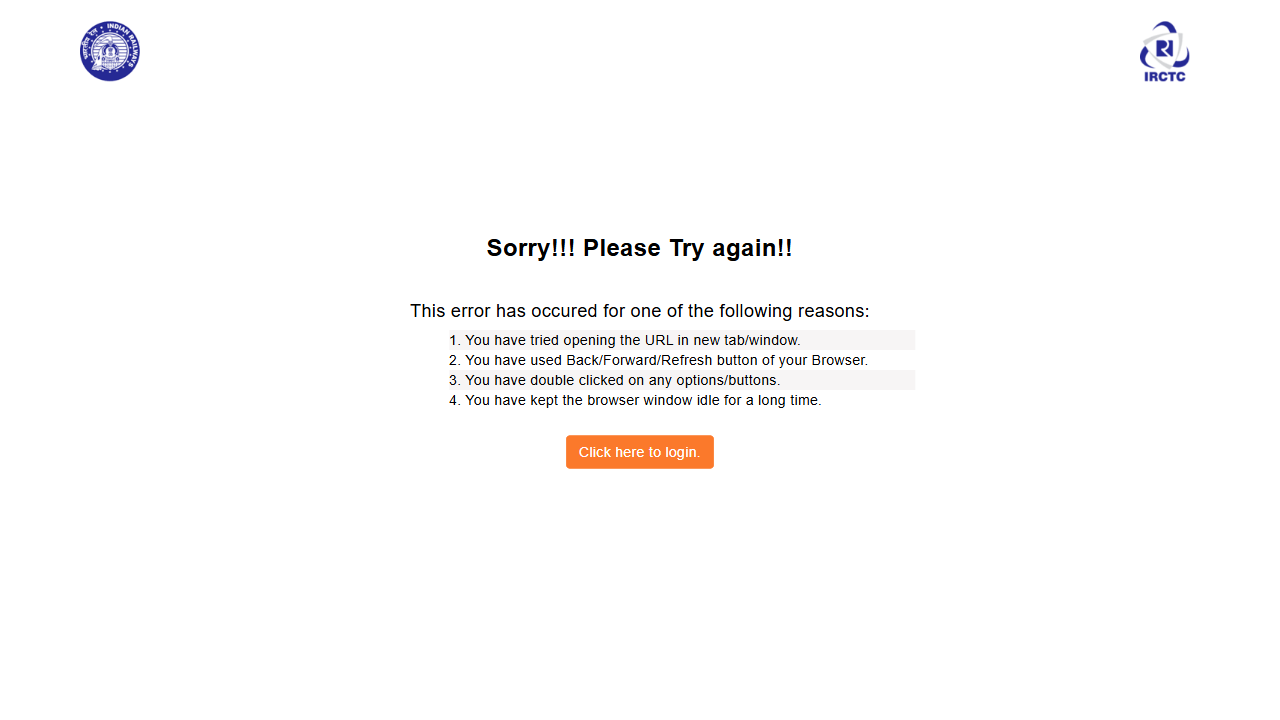 भारतीय रेल INDIAN RAILWAYS
IRCTC
Sorry!!! Please Try again!!
This error has occured for one of the following reasons:
1. You have tried opening the URL in new tab/window.
2. You have used Back/Forward/Refresh button of your Browser.
3. You have double clicked on any options/buttons.
4. You have kept the browser window idle for a long time.
Click here to login.